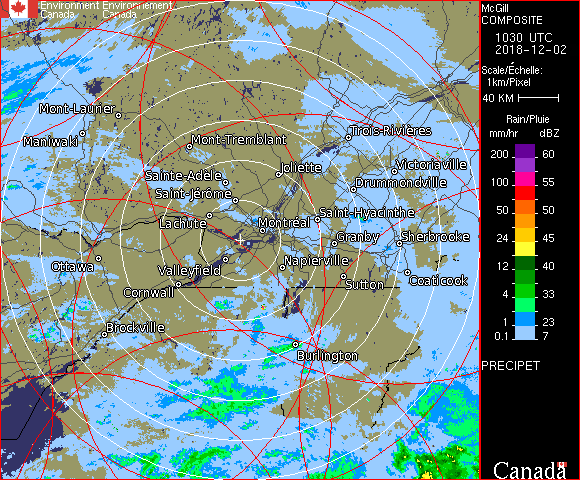 Environment Environnement
Canada Canada
McGill
COMPOSITE
1030 UTC
2018-12-02
Scale/Échelle:
1km/Pixel
40 KM
Rain/Pluie
mm/hr dBZ
200 60
100 55
50 50
24 45
12 40
4 33
1 23
0.1 7
PRECIPET
Canada
Mont-Laurier
Maniwaki
Mont-Tremblant
Trois-Rivières
Joliette
Victoriaville
Sainte-Adèle
Drummondville
Saint-Jérôme
Saint-Hyacinthe
Lachute
Montréal
Granby
Sherbrooke
Ottawa
Valleyfield
Napierville
Cornwall
Sutton
Coaticook
Brockville
Burlington